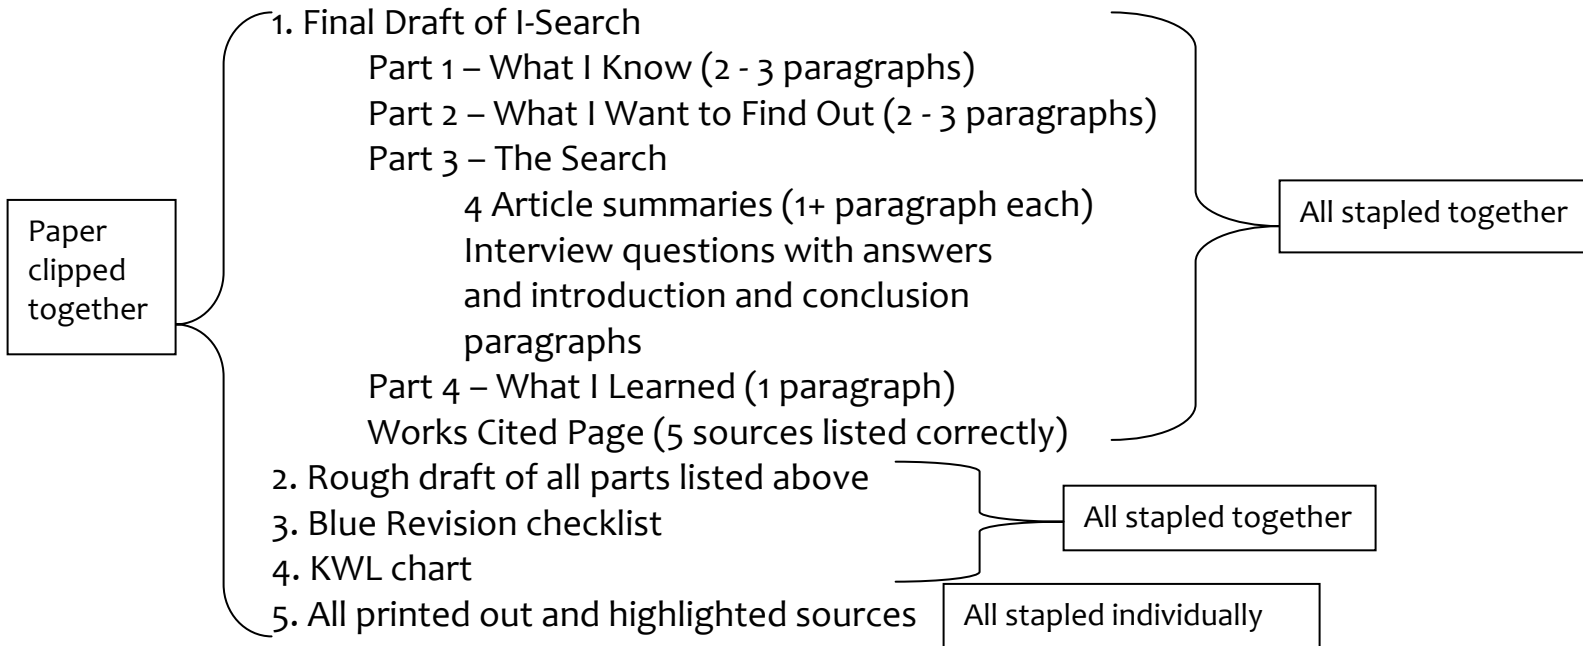 1. Final Draft of I-Search
Part 1 – What I Know (2 - 3 paragraphs)
Part 2 – What I Want to Find Out (2 - 3 paragraphs)
Part 3 – The Search
4 Article summaries (1+ paragraph each)
Interview questions with answers
and introduction and conclusion
paragraphs
Part 4 – What I Learned (1 paragraph)
Works Cited Page (5 sources listed correctly)
2. Rough draft of all parts listed above
3. Blue Revision checklist
4. KWL chart
5. All printed out and highlighted sources
Paper
clipped
together
All stapled together
All stapled together
All stapled individually